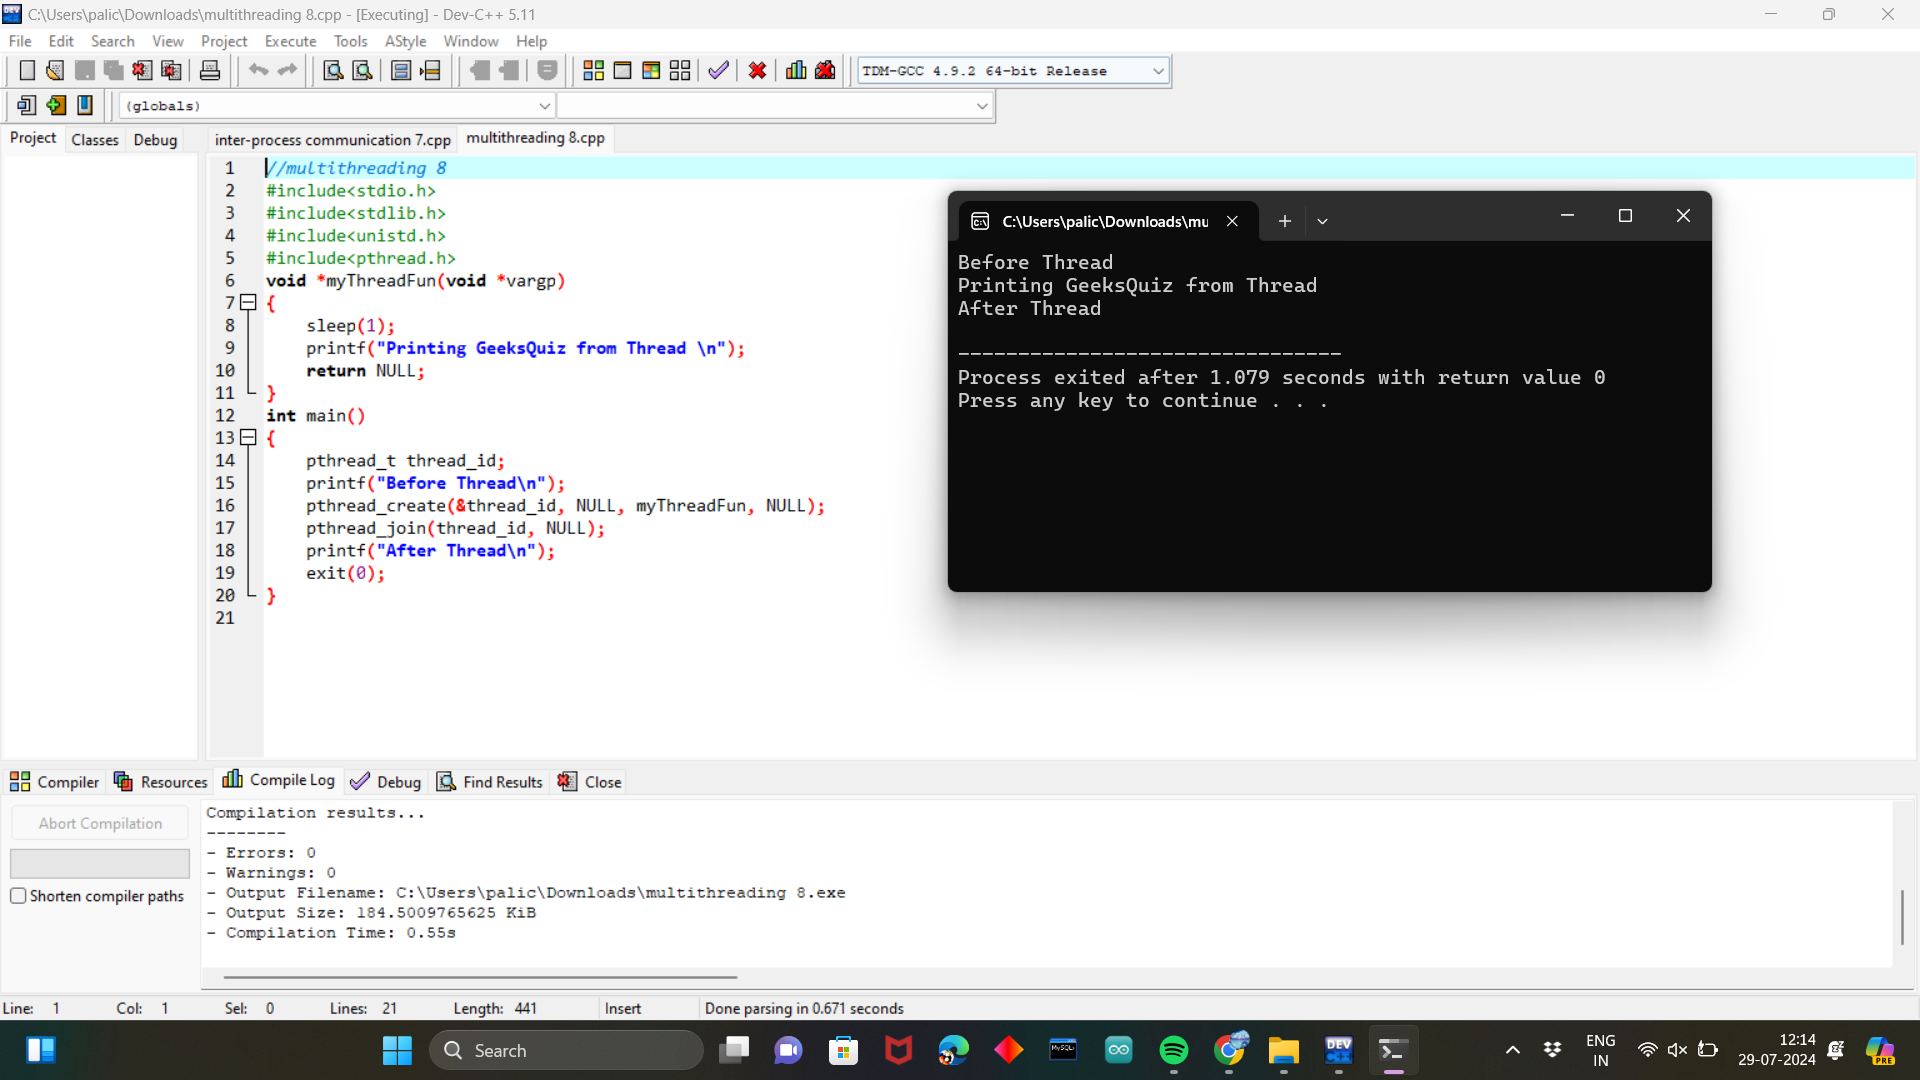 C:\Users\palic\Downloads\multithreading 8.cpp - [Executing] - Dev-C++ 5.11
File Edit Search View Project Execute Tools AStyle Window Help
TDM-GCC 4.9.2 64-bit Release
(globals)
Project Classes Debug
inter-process communication 7.cpp multithreading 8.cpp
1 //multithreading 8
2 #include<stdio.h>
3 #include<stdlib.h>
4 #include<unistd.h>
5 #include<pthread.h>
6 void *myThreadFun(void *vargp)
7 {
8 sleep(1);
9 printf("Printing GeeksQuiz from Thread \n");
10 return NULL;
11 }
12 int main()
13 {
14 pthread_t thread_id;
15 printf("Before Thread\n");
16 pthread_create(&thread_id, NULL, myThreadFun, NULL);
17 pthread_join(thread_id, NULL);
18 printf("After Thread\n");
19 exit(0);
20 }
21
C:\Users\palic\Downloads\mu
Before Thread
Printing GeeksQuiz from Thread
After Thread
--------------------------------
Process exited after 1.079 seconds with return value 0
Press any key to continue . . .
Compiler Resources Compile Log Debug Find Results Close
Abort Compilation
Shorten compiler paths
Compilation results...
--------
- Errors: 0
- Warnings: 0
- Output Filename: C:\Users\palic\Downloads\multithreading 8.exe
- Output Size: 184.5009765625 KiB
- Compilation Time: 0.55s
Line: 1 Col: 1 Sel: 0 Lines: 21 Length: 441 Insert Done parsing in 0.671 seconds
Search
MySQL
DEV
C++
ENG
IN
12:14
29-07-2024
PRE